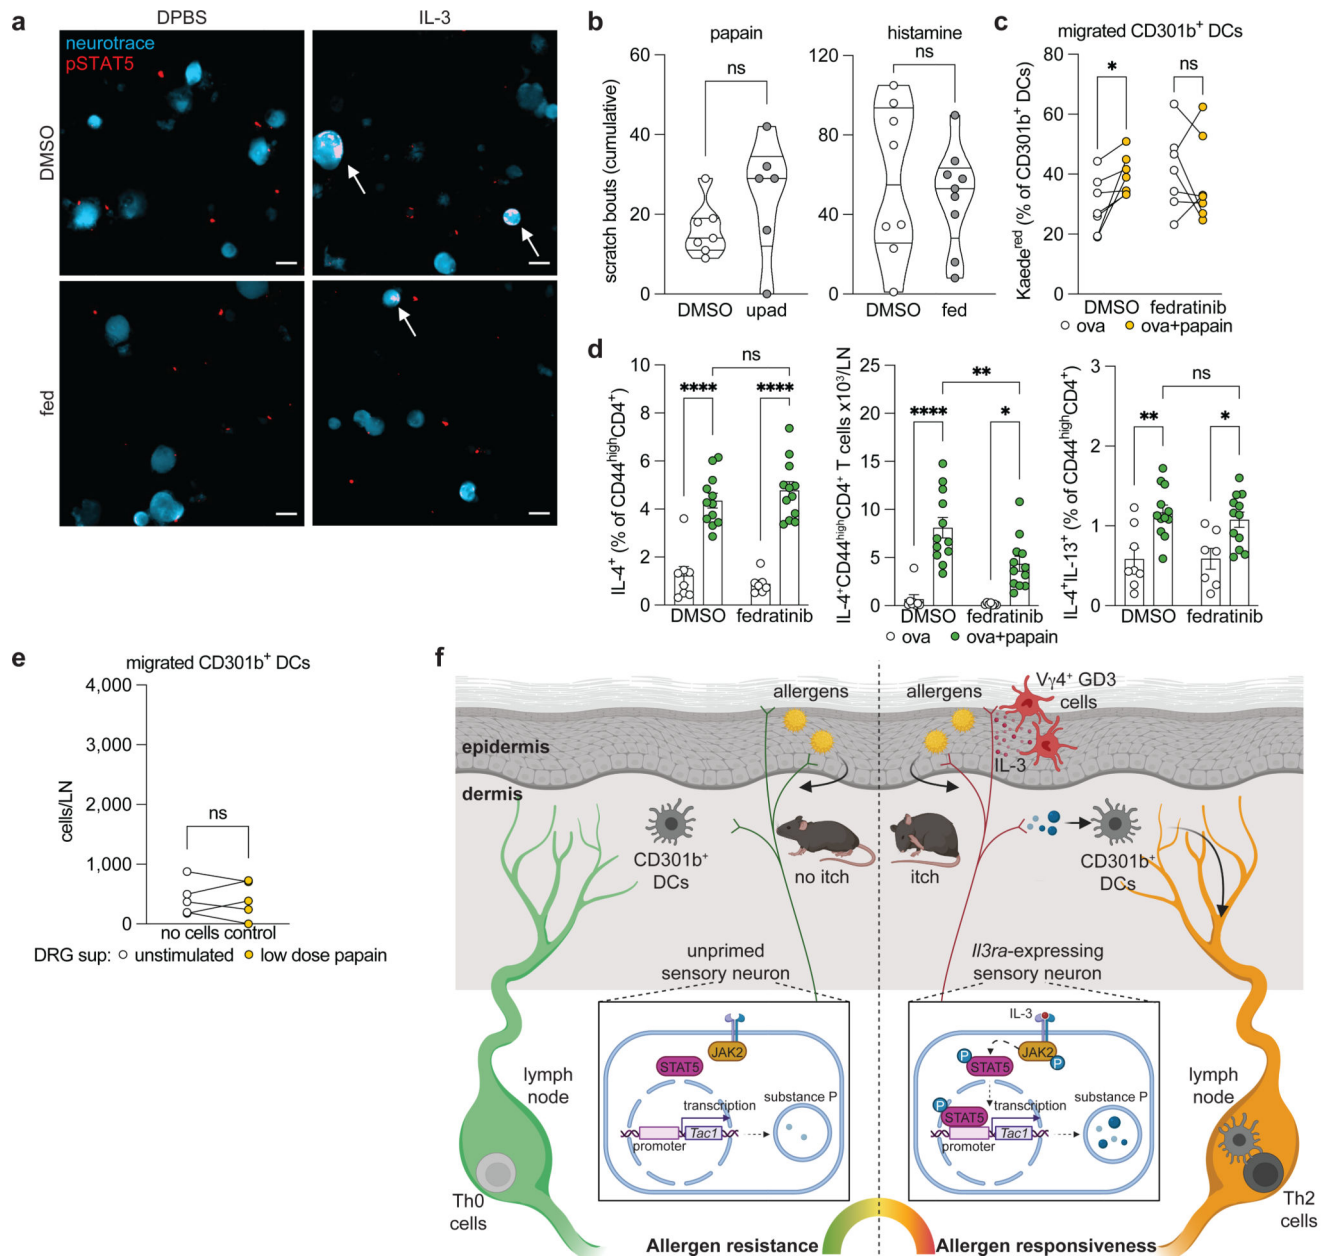 a
DPBS
IL-3
neurotrace
pSTAT5
DMSO
fed
b
papain
histamine
ns
ns
scratch bouts (cumulative)
60
40
20
0
120
80
40
0
DMSO upad
DMSO fed
c
migrated CD301b⁺ DCs
*
ns
Kaede^red (% of CD301b⁺ DCs)
80
60
40
20
0
DMSO fedratinib
ova ova+papain
d
ns
**** ****
IL-4⁺ (% of CD44^high CD4⁺)
10
8
6
4
2
0
DMSO fedratinib
**
**** *
IL-4⁺CD44^high CD4⁺ T cells x10³/LN
25
20
15
10
5
0
DMSO fedratinib
ova ova+papain
ns
** *
IL-4⁺IL-13⁺ (% of CD44^high CD4⁺)
3
2
1
0
DMSO fedratinib
e
migrated CD301b⁺ DCs
cells/LN
4,000
3,000
2,000
1,000
0
ns
no cells control
DRG sup: unstimulated low dose papain
f
allergens
allergens
Vγ4⁺ GD3
cells
IL-3
epidermis
dermis
CD301b⁺
DCs
no itch
itch
CD301b⁺
DCs
unprimed
sensory neuron
Il3ra-expressing
sensory neuron
JAK2
STAT5
transcription
substance P
promoter
Tac1
IL-3
JAK2
P
P
STAT5
P
STAT5
transcription
substance P
promoter
Tac1
lymph
node
Th0
cells
lymph
node
Th2
cells
Allergen resistance
Allergen responsiveness